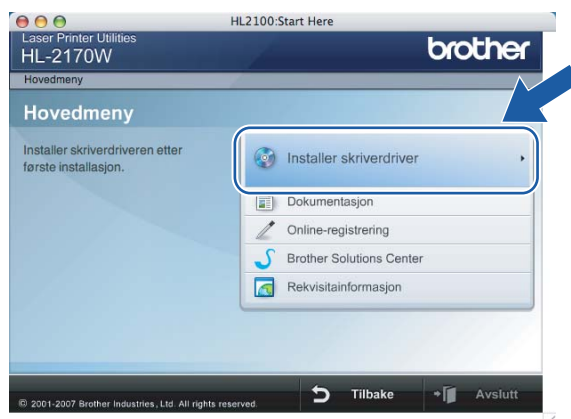 HL2100:Start Here
Laser Printer Utilities
HL-2170W
brother
Hovedmeny
Hovedmeny
Installer skriverdriveren etter
første installasjon.
Installer skriverdriver
Dokumentasjon
Online-registrering
Brother Solutions Center
Rekvisitainformasjon
© 2001-2007 Brother Industries, Ltd. All rights reserved.
Tilbake
Avslutt